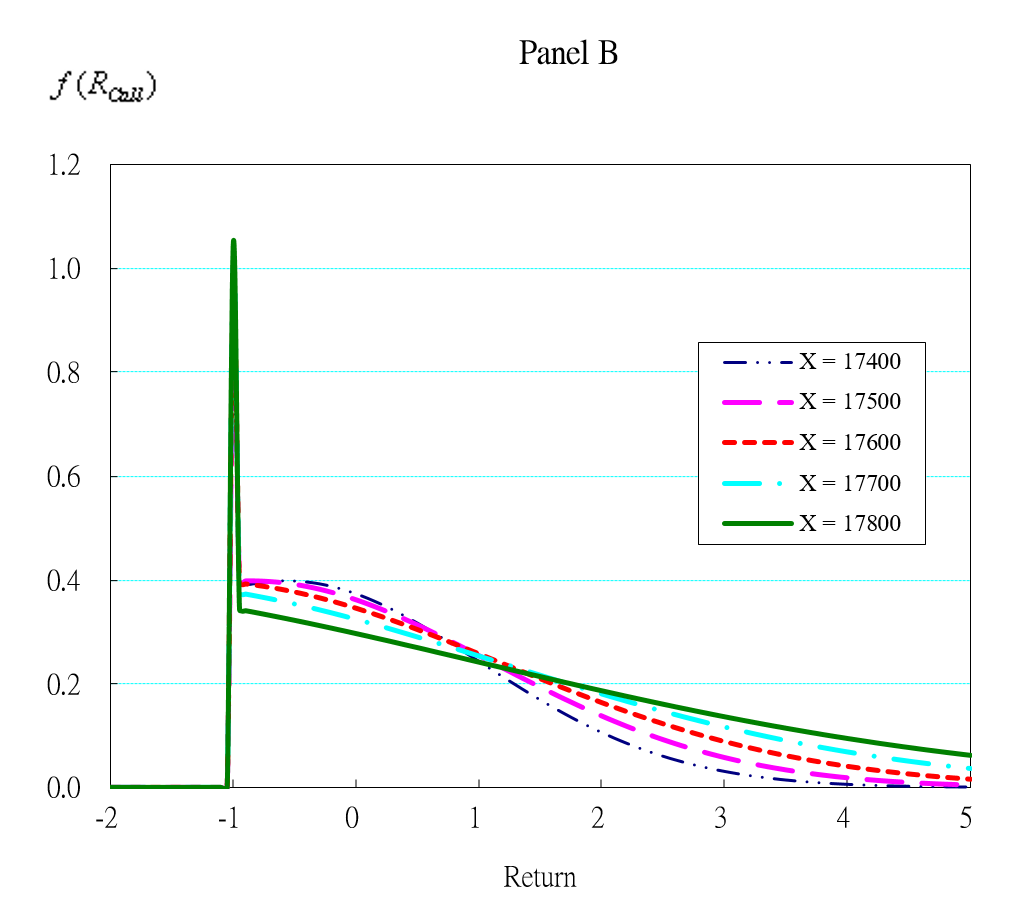 Panel B
f(R_Call)
1.2
1.0
0.8
0.6
0.4
0.2
0.0
-2 -1 0 1 2 3 4 5
Return
X = 17400
X = 17500
X = 17600
X = 17700
X = 17800